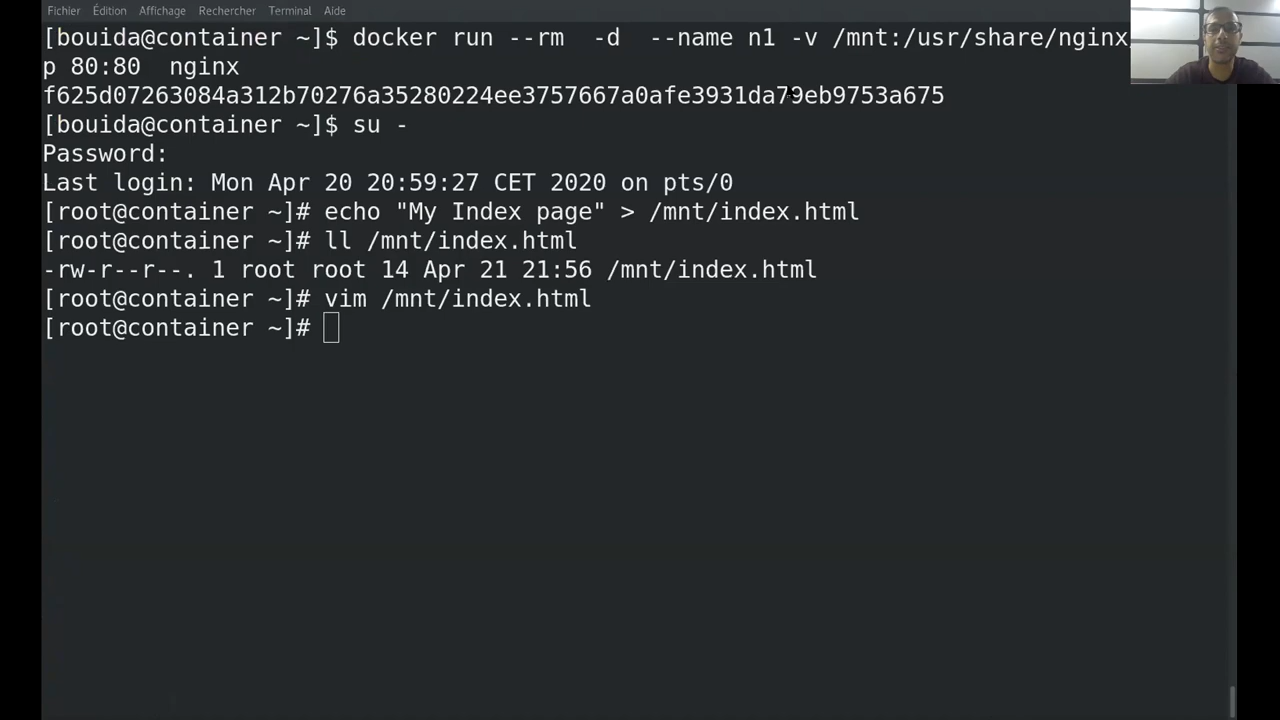 Fichier Édition Affichage Rechercher Terminal Aide
[bouida@container ~]$ docker run --rm  -d  --name n1 -v /mnt:/usr/share/nginx
p 80:80  nginx
f625d07263084a312b70276a35280224ee3757667a0afe3931da79eb9753a675
[bouida@container ~]$ su -
Password:
Last login: Mon Apr 20 20:59:27 CET 2020 on pts/0
[root@container ~]# echo "My Index page" > /mnt/index.html
[root@container ~]# ll /mnt/index.html
-rw-r--r--. 1 root root 14 Apr 21 21:56 /mnt/index.html
[root@container ~]# vim /mnt/index.html
[root@container ~]#